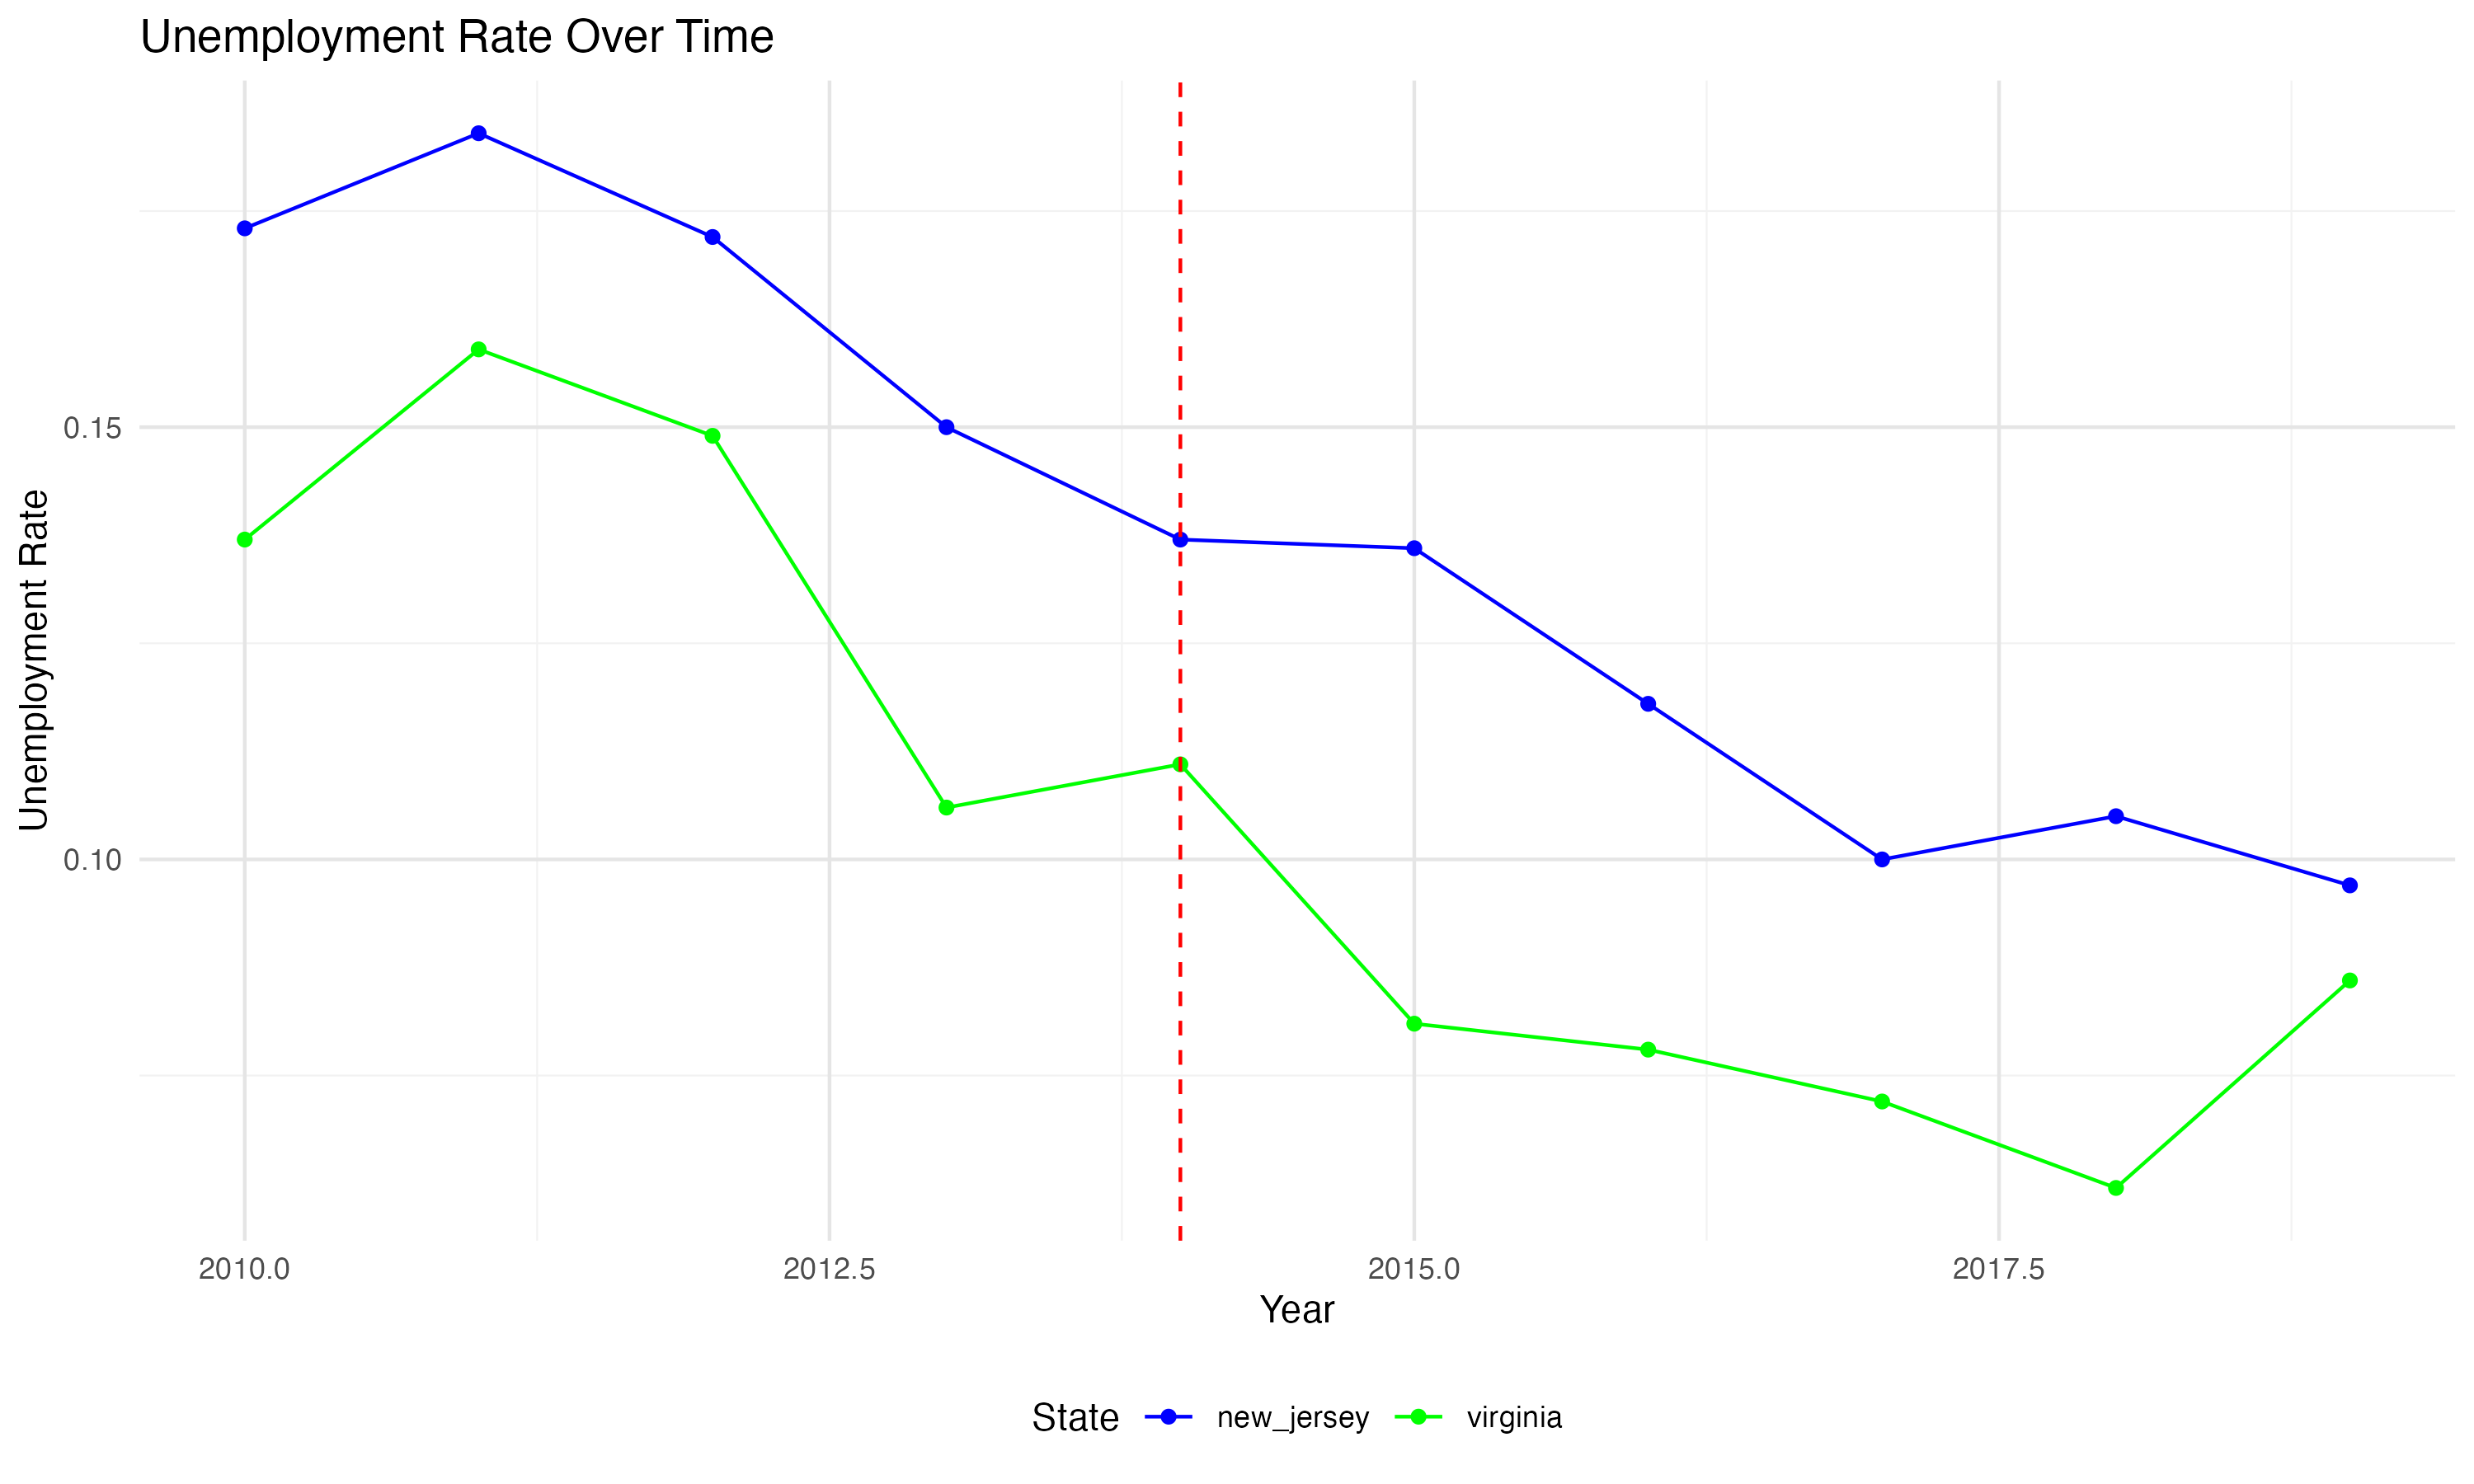 Unemployment Rate Over Time
Unemployment Rate
0.15
0.10
2010.0 2012.5 2015.0 2017.5
Year
State new_jersey virginia